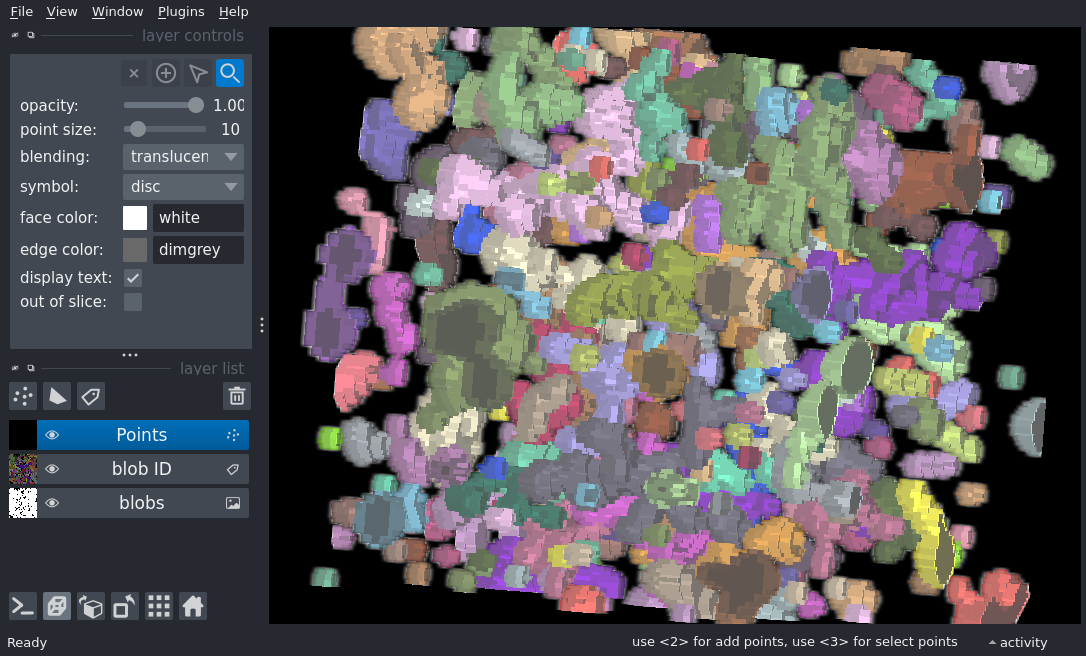 File View Window Plugins Help
layer controls
opacity: 1.00
point size: 10
blending: translucen
symbol: disc
face color: white
edge color: dimgrey
display text:
out of slice:
layer list
Points
blob ID
blobs
Ready
use <2> for add points, use <3> for select points
activity